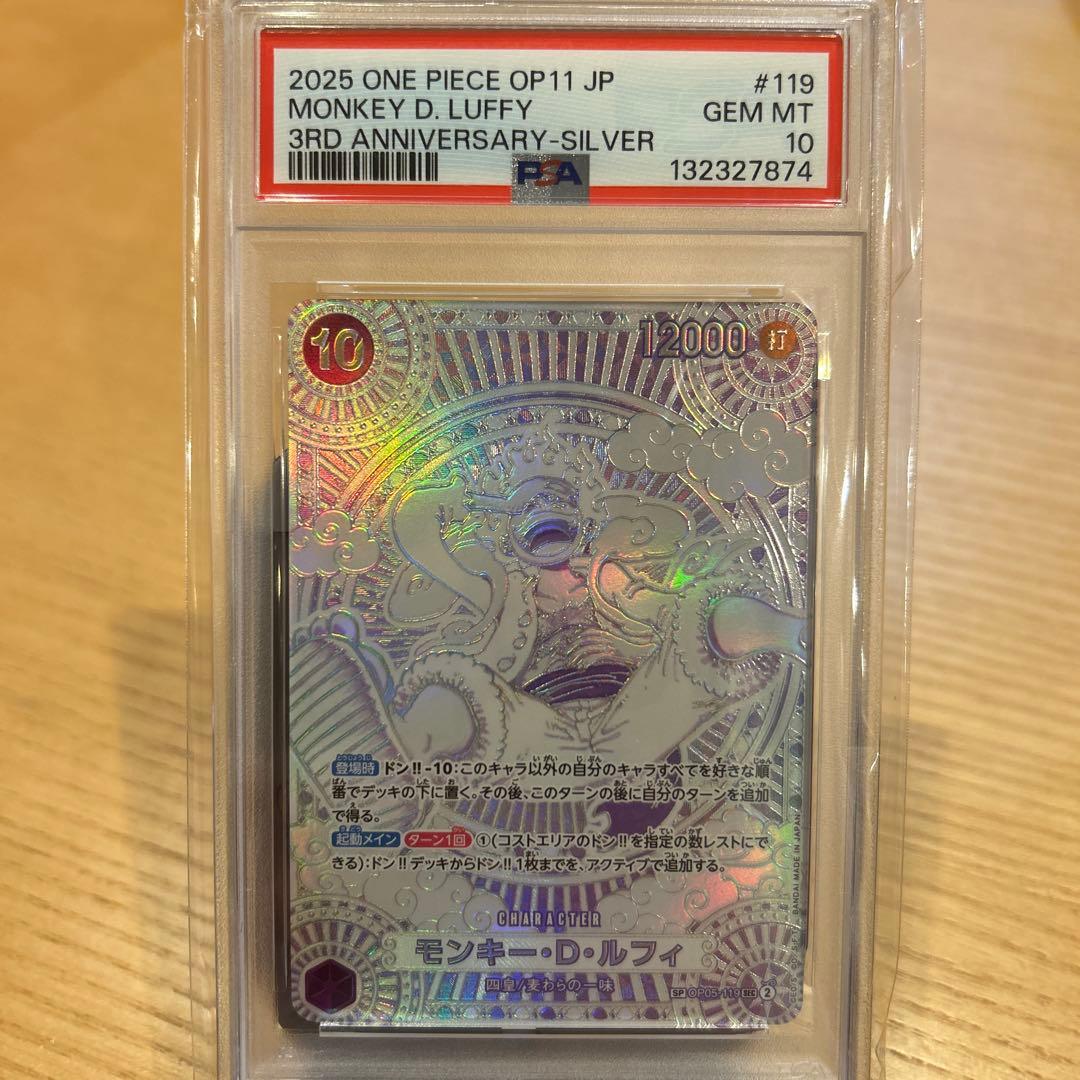 2025 ONE PIECE OP11 JP #119
MONKEY D. LUFFY GEM MT
3RD ANNIVERSARY-SILVER 10
PSA 132327874
10 12000 打
登場時 ドン!!-10:このキャラ以外の自分のキャラすべてを好きな順
番でデッキの下に置く。その後、このターンの後に自分のターンを追加
で得る。
起動メイン ターン1回 ①(コストエリアのドン!!を指定の数レストにで
きる):ドン!!デッキからドン!!1枚までを、アクティブで追加する。
CHARACTER
モンキー・D・ルフィ
四皇/麦わらの一味
SP OP05-119 SEC 2
BANDAI MADE IN JAPAN